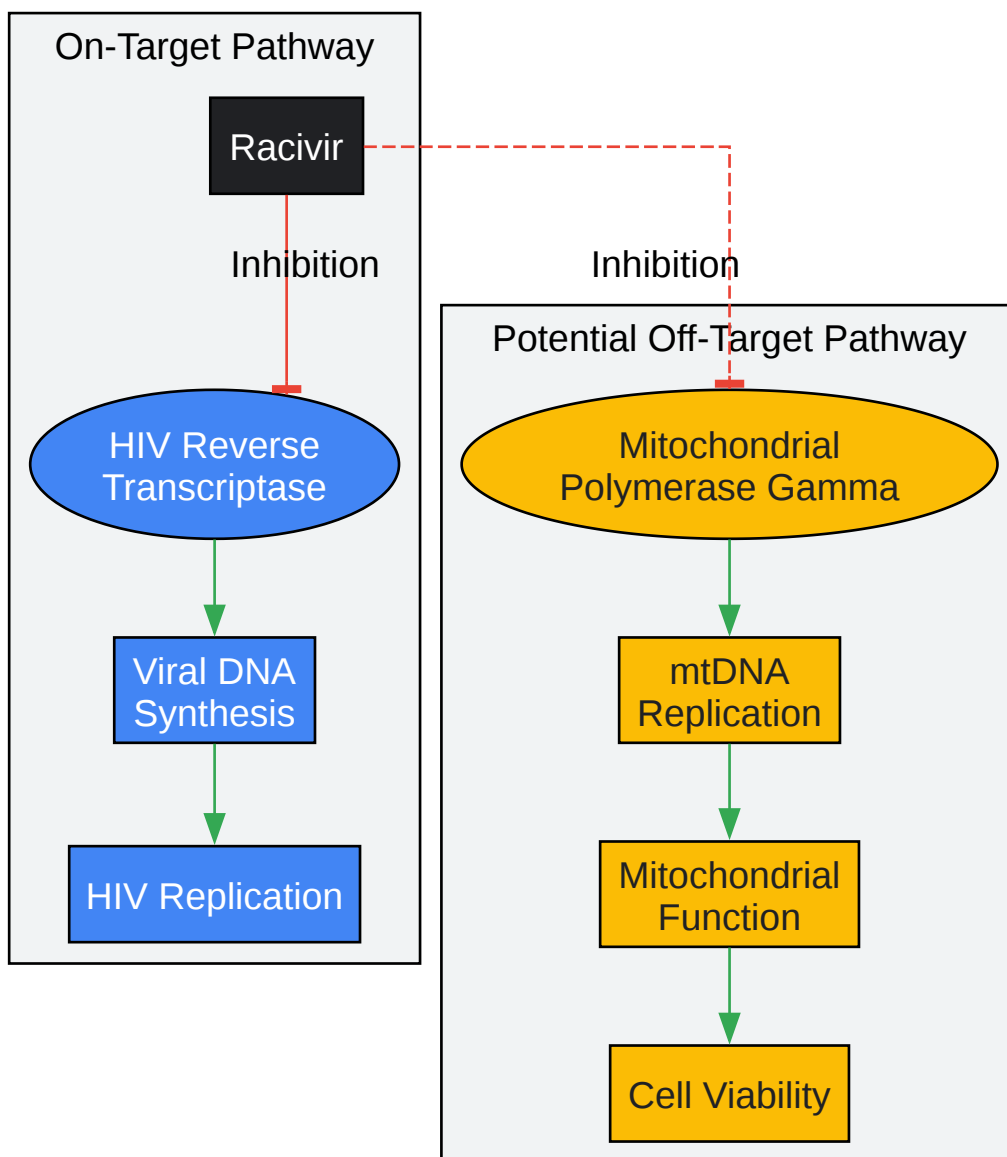 On-Target Pathway
Racivir
Inhibition
HIV Reverse
Transcriptase
Viral DNA
Synthesis
HIV Replication
Inhibition
Potential Off-Target Pathway
Mitochondrial
Polymerase Gamma
mtDNA
Replication
Mitochondrial
Function
Cell Viability